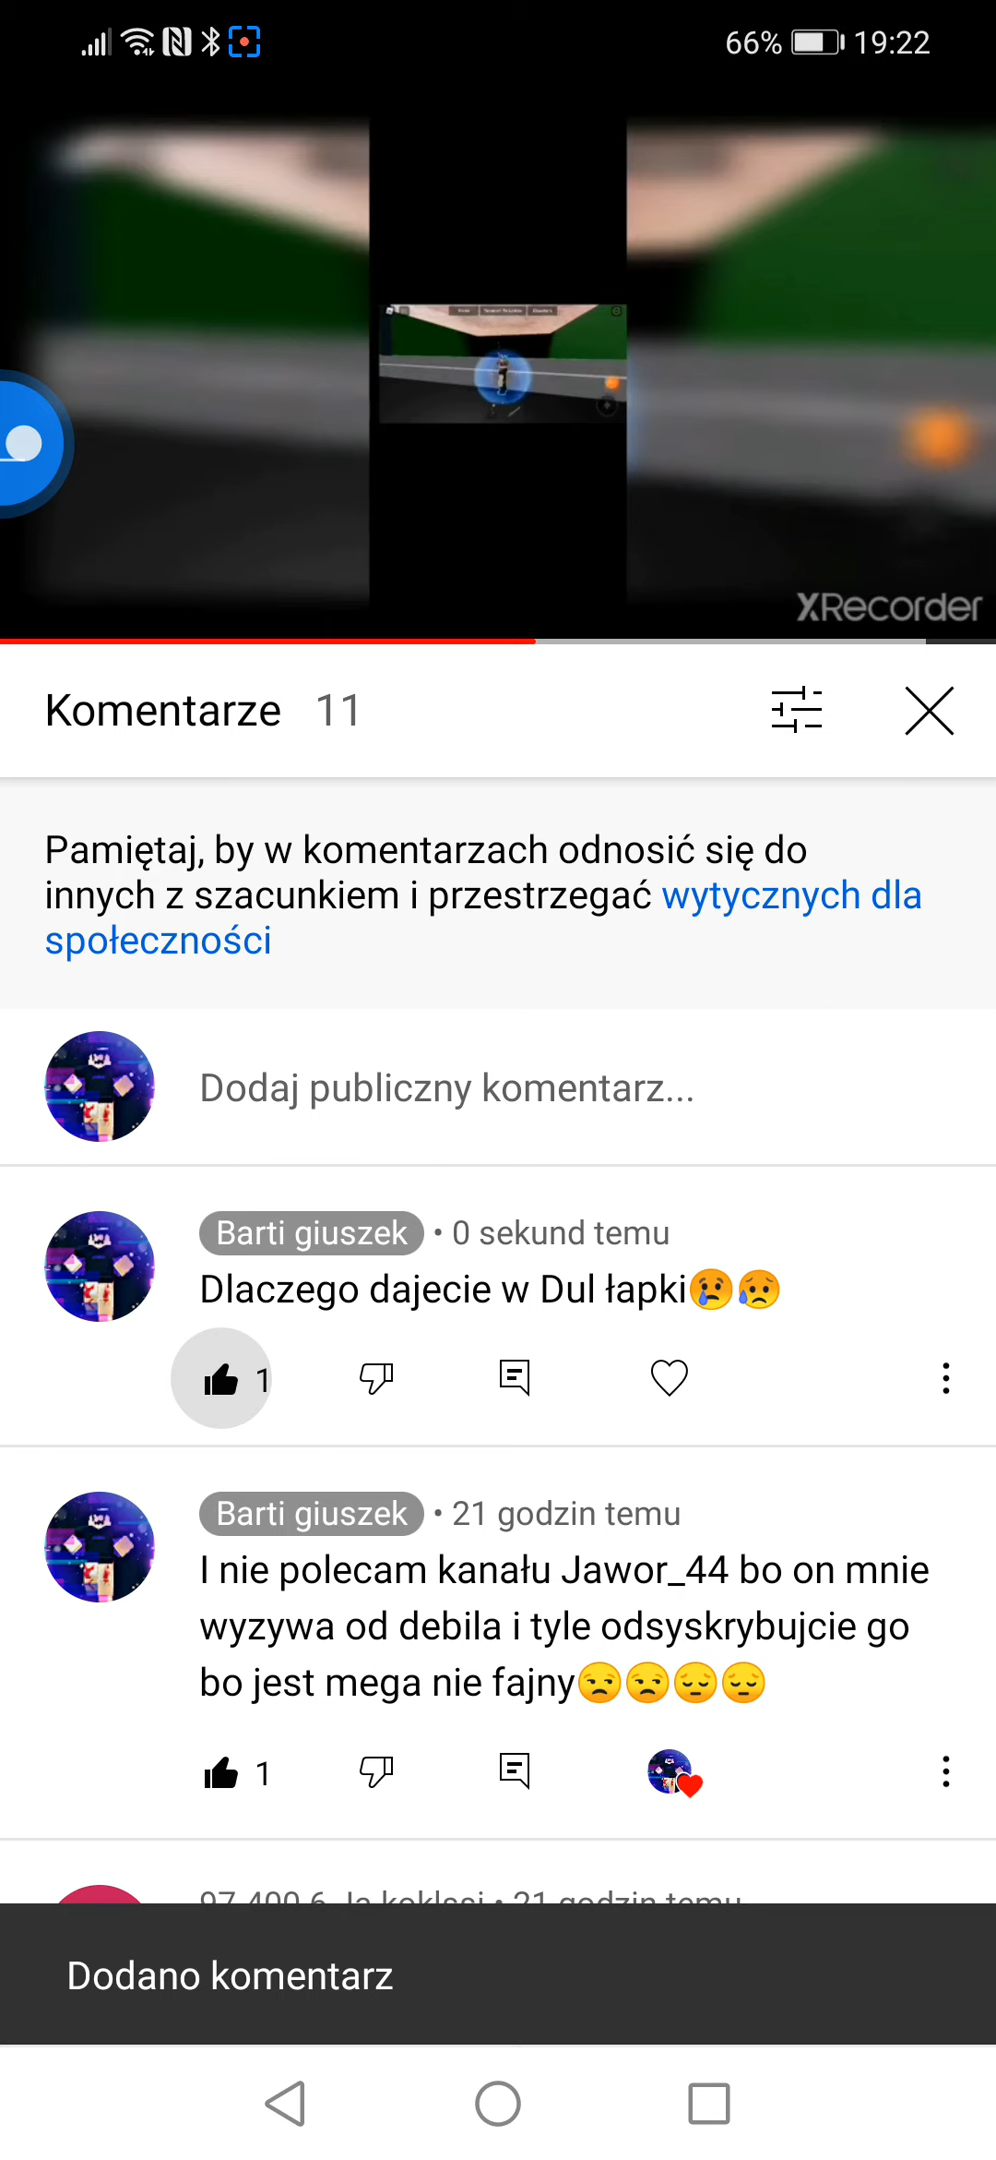 66% 19:22
XRecorder
Komentarze 11
Pamiętaj, by w komentarzach odnosić się do
innych z szacunkiem i przestrzegać wytycznych dla
społeczności
Dodaj publiczny komentarz...
Barti giuszek • 0 sekund temu
Dlaczego dajecie w Dul łapki😢😥
1
Barti giuszek • 21 godzin temu
I nie polecam kanału Jawor_44 bo on mnie
wyzywa od debila i tyle odsyskrybujcie go
bo jest mega nie fajny😒😒😔😔
1
• 21 godzin temu
Dodano komentarz